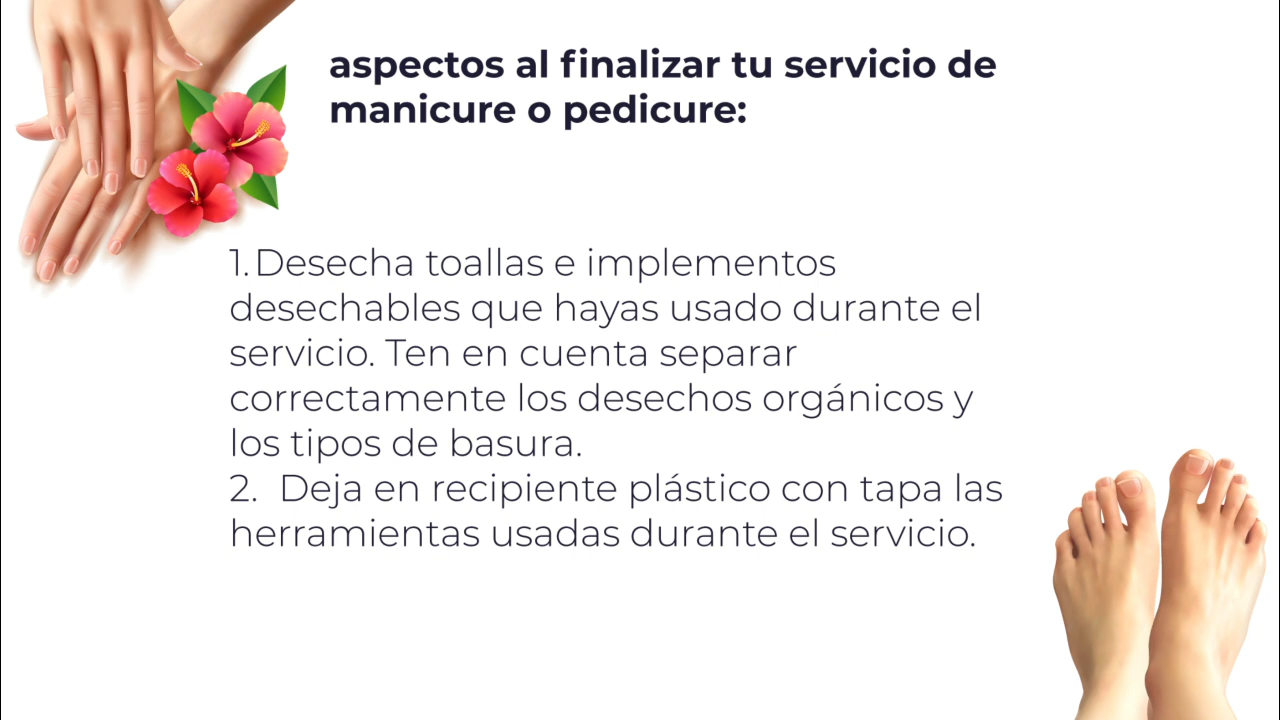 aspectos al finalizar tu servicio de
manicure o pedicure:
1. Desecha toallas e implementos
desechables que hayas usado durante el
servicio. Ten en cuenta separar
correctamente los desechos orgánicos y
los tipos de basura.
2. Deja en recipiente plástico con tapa las
herramientas usadas durante el servicio.